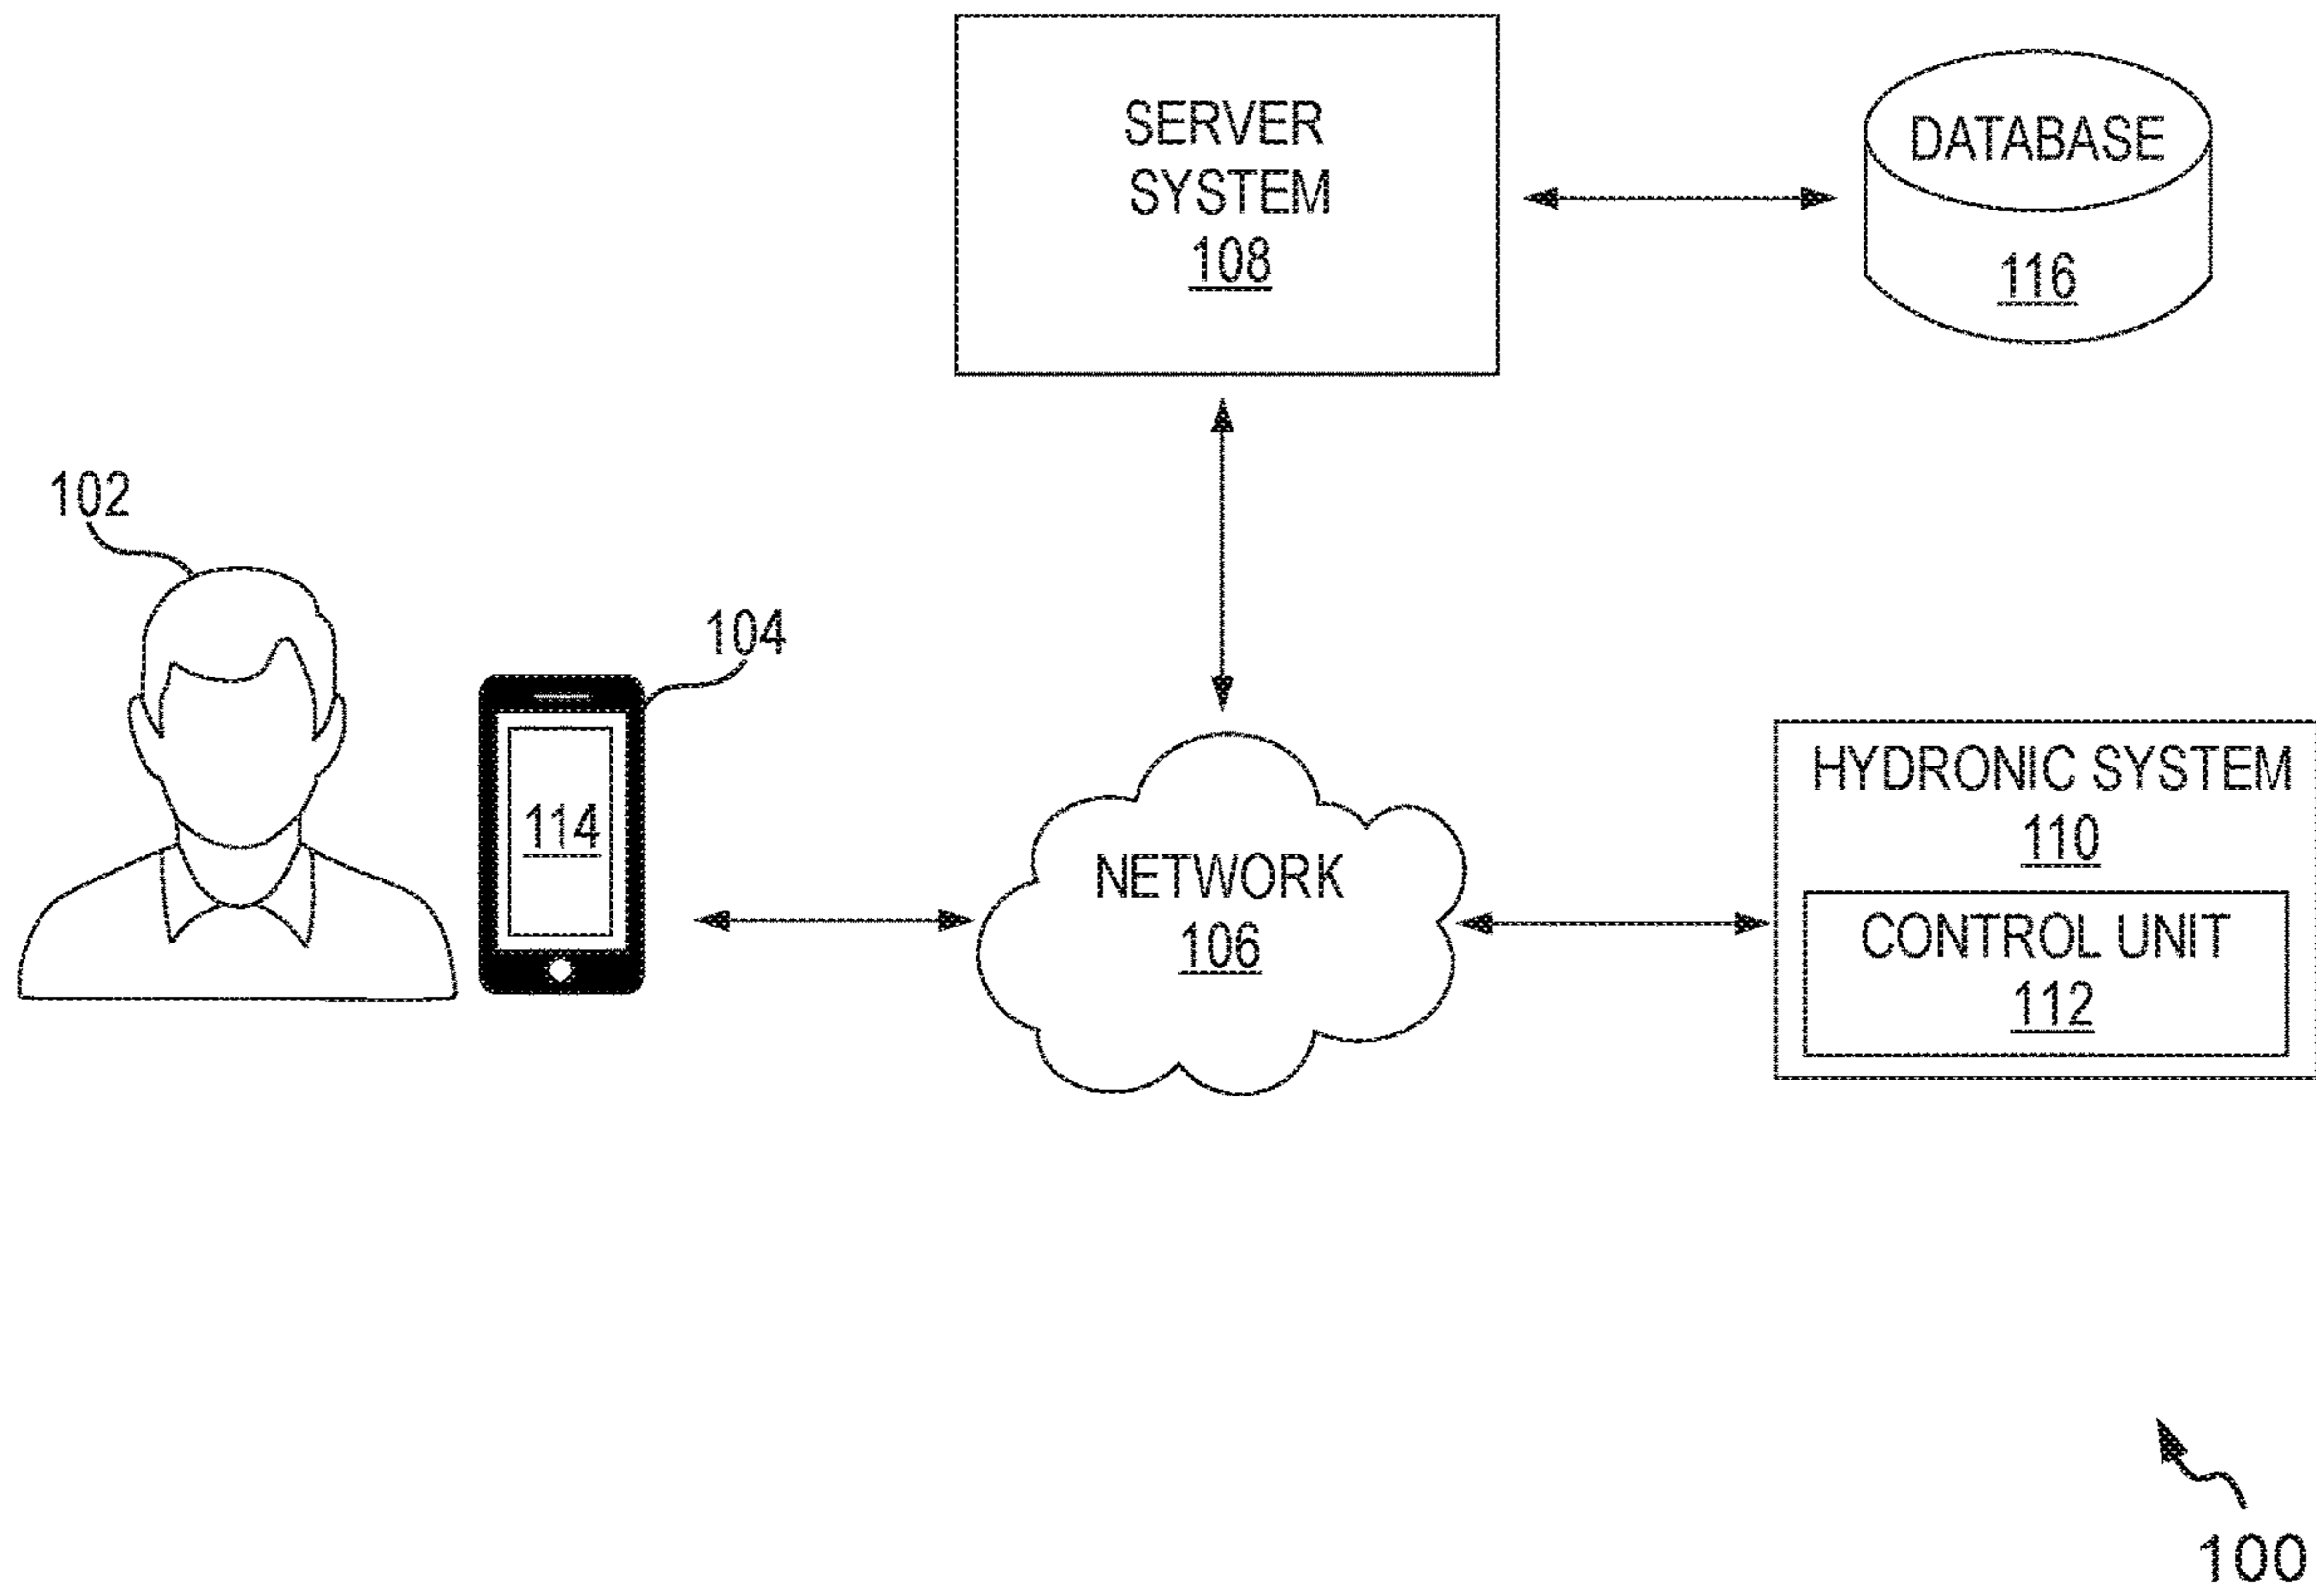 SERVER
SYSTEM
108
DATABASE
116
102
104
114
NETWORK
106
HYDRONIC SYSTEM
110
CONTROL UNIT
112
100